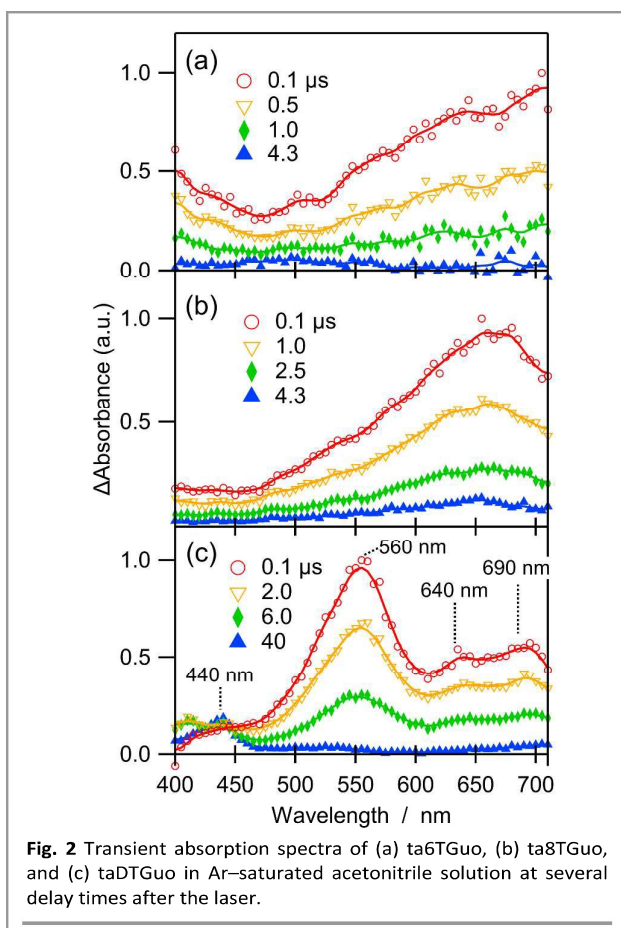 (a)
1.0
0.1 µs
0.5
1.0
4.3
0.5
0.0
(b)
1.0
0.1 µs
1.0
2.5
4.3
0.5
ΔAbsorbance (a.u.)
(c)
560 nm
1.0
0.1 µs
2.0
6.0
40
690 nm
640 nm
0.5
440 nm
0.0
400 450 500 550 600 650 700
Wavelength / nm
Fig. 2 Transient absorption spectra of (a) ta6TGuo, (b) ta8TGuo,
and (c) taDTGuo in Ar–saturated acetonitrile solution at several
delay times after the laser.